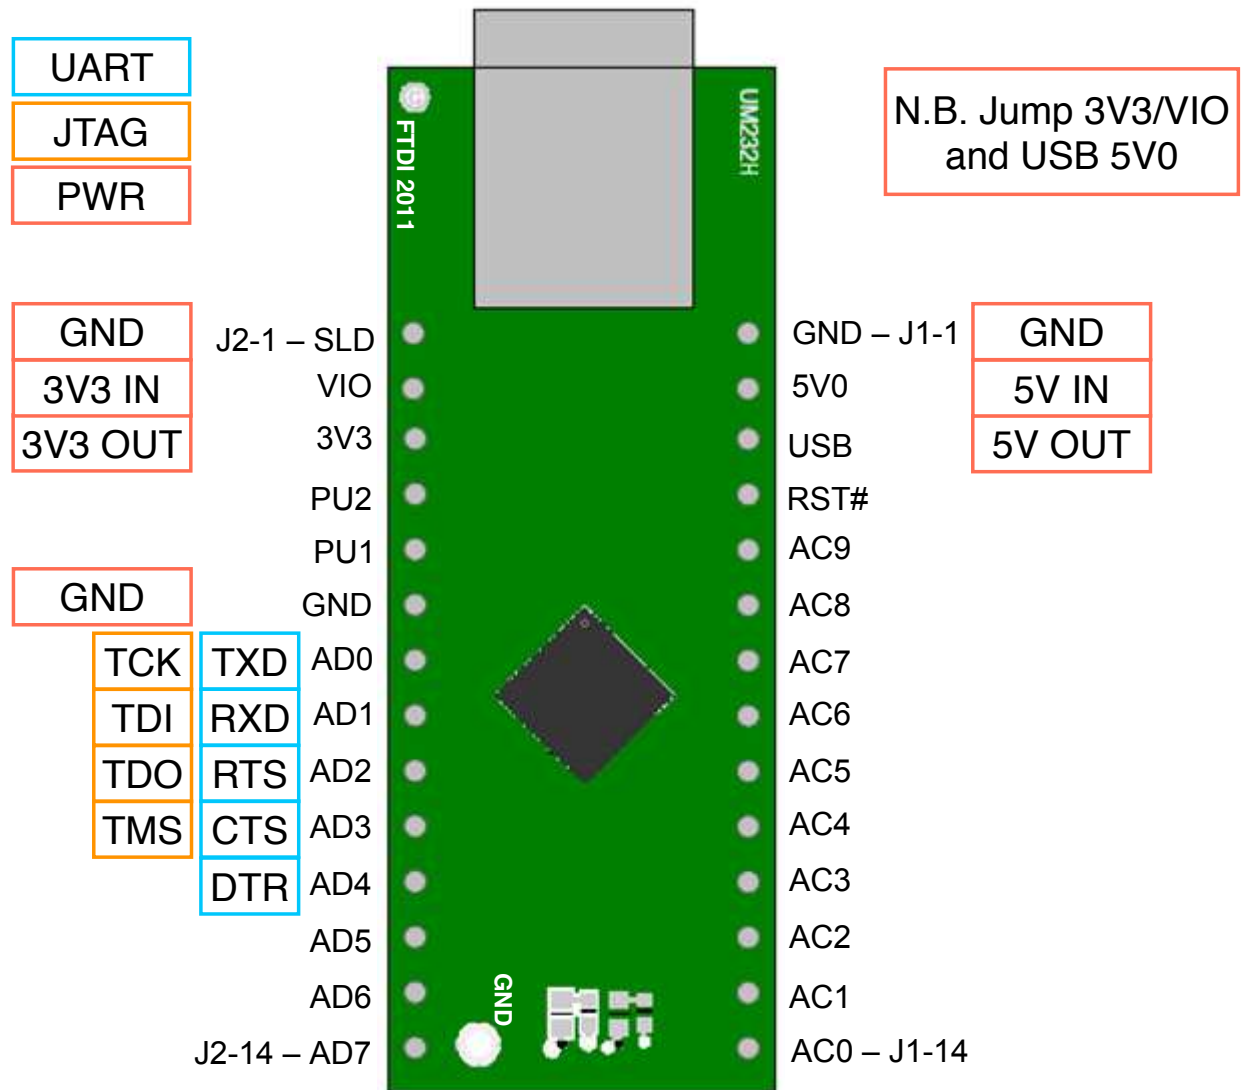 UART
JTAG
PWR
N.B. Jump 3V3/VIO
and USB 5V0
FTDI 2011
UM232H
GND
3V3 IN
3V3 OUT
J2-1 – SLD
VIO
3V3
PU2
PU1
GND
GND
TCK TXD AD0
TDI RXD AD1
TDO RTS AD2
TMS CTS AD3
DTR AD4
AD5
AD6
J2-14 – AD7
GND
GND – J1-1
5V0
USB
RST#
AC9
AC8
AC7
AC6
AC5
AC4
AC3
AC2
AC1
AC0 – J1-14
GND
5V IN
5V OUT